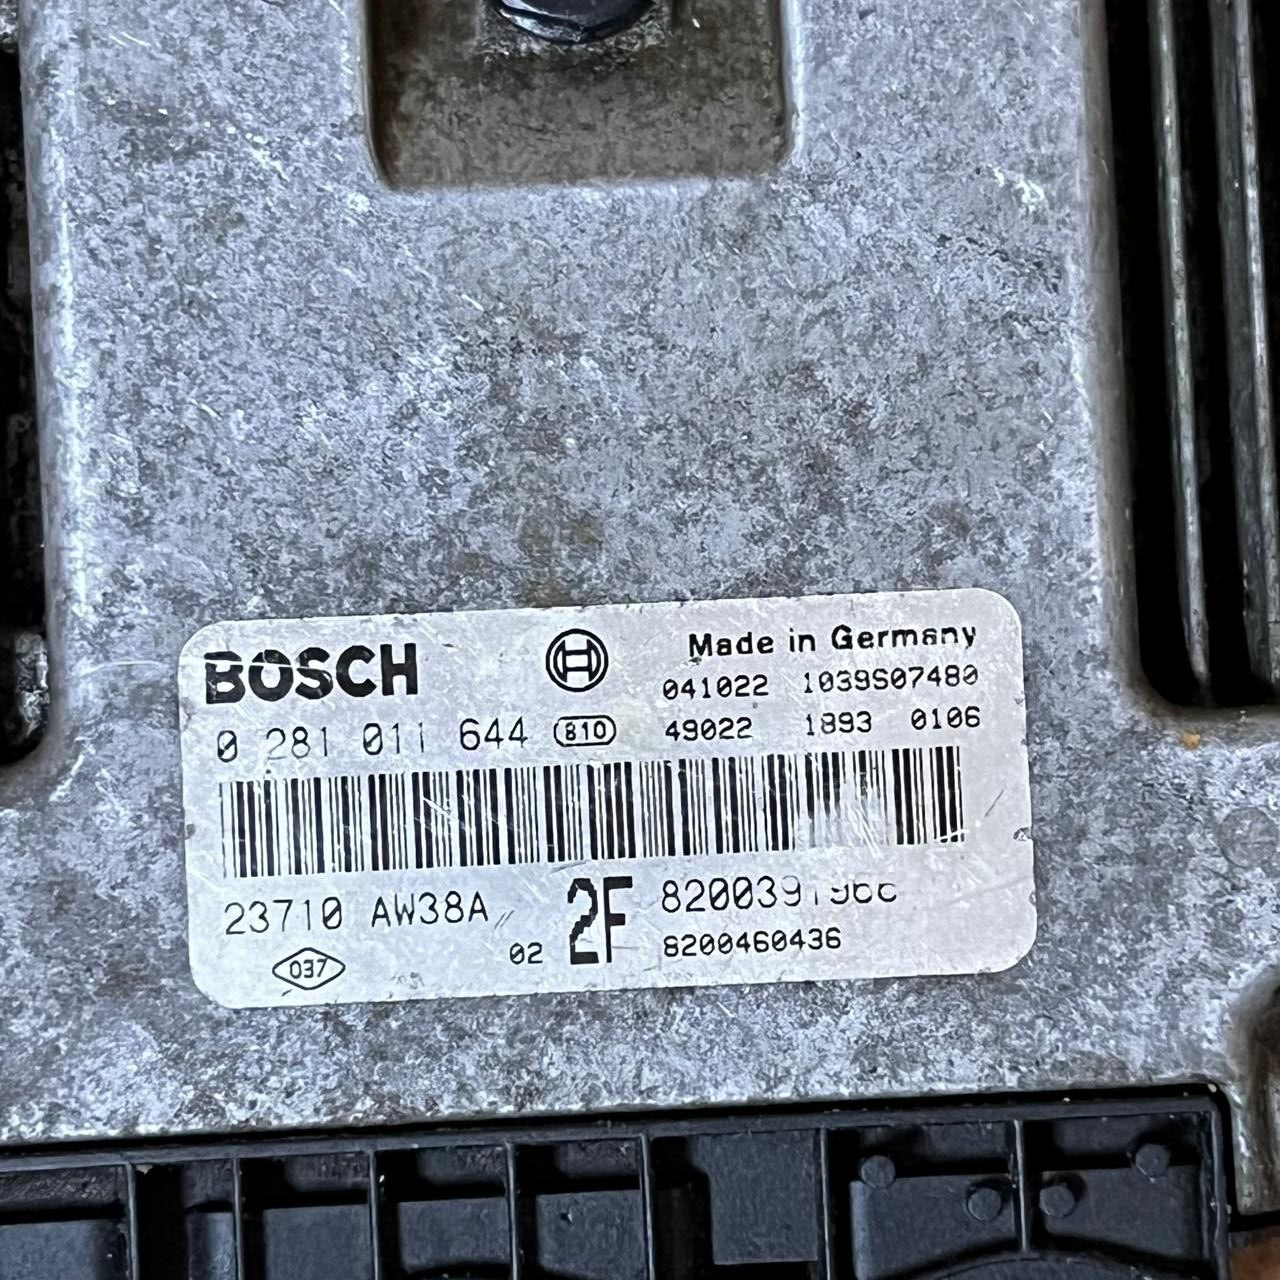 BOSCH
Made in Germany
041022 1039S07480
0 281 011 644 B10 49022 1893 0106
23710 AW38A 02 2F
8200460436
037